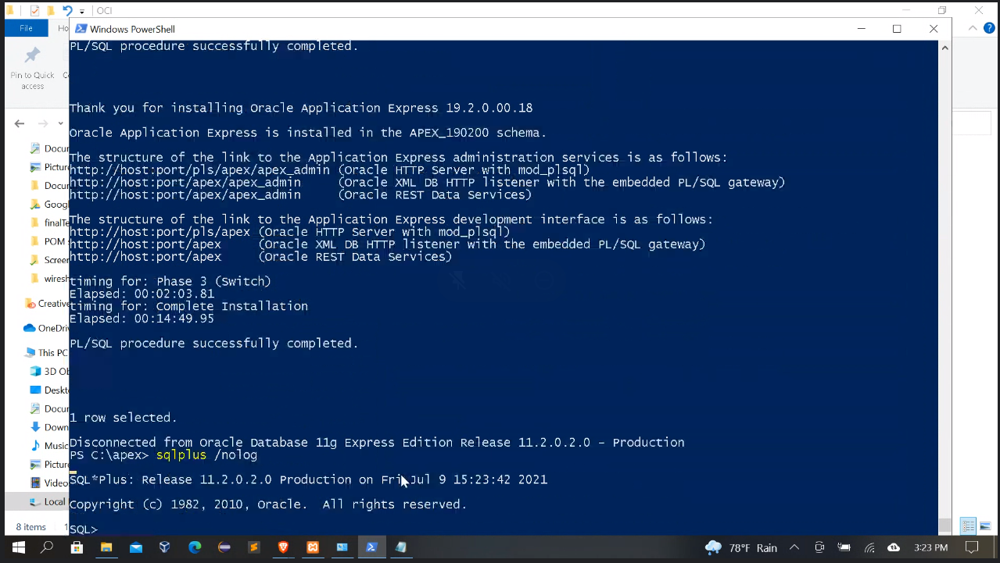 OCI
File
Ho
Windows PowerShell
Pin to Quick
access
PL/SQL procedure successfully completed.
Thank you for installing Oracle Application Express 19.2.0.00.18
Oracle Application Express is installed in the APEX_190200 schema.
The structure of the link to the Application Express administration services is as follows:
http://host:port/pls/apex/apex_admin (Oracle HTTP Server with mod_plsql)
http://host:port/apex/apex_admin     (Oracle XML DB HTTP listener with the embedded PL/SQL gateway)
http://host:port/apex/apex_admin     (Oracle REST Data Services)
The structure of the link to the Application Express development interface is as follows:
http://host:port/pls/apex (Oracle HTTP Server with mod_plsql)
http://host:port/apex     (Oracle XML DB HTTP listener with the embedded PL/SQL gateway)
http://host:port/apex     (Oracle REST Data Services)
timing for: Phase 3 (Switch)
Elapsed: 00:02:03.81
timing for: Complete Installation
Elapsed: 00:14:49.95
PL/SQL procedure successfully completed.
1 row selected.
Disconnected from Oracle Database 11g Express Edition Release 11.2.0.2.0 - Production
PS C:\apex> sqlplus /nolog
SQL*Plus: Release 11.2.0.2.0 Production on Fri Jul 9 15:23:42 2021
Copyright (c) 1982, 2010, Oracle.  All rights reserved.
SQL>
Docum
Picture
Docum
Googl
finalTe
POM s
Screen
wiresh
Creative
OneDriv
This PC
3D Ob
Deskto
Docum
Down
Music
Picture
Video
Local
8 items
78°F Rain
3:23 PM